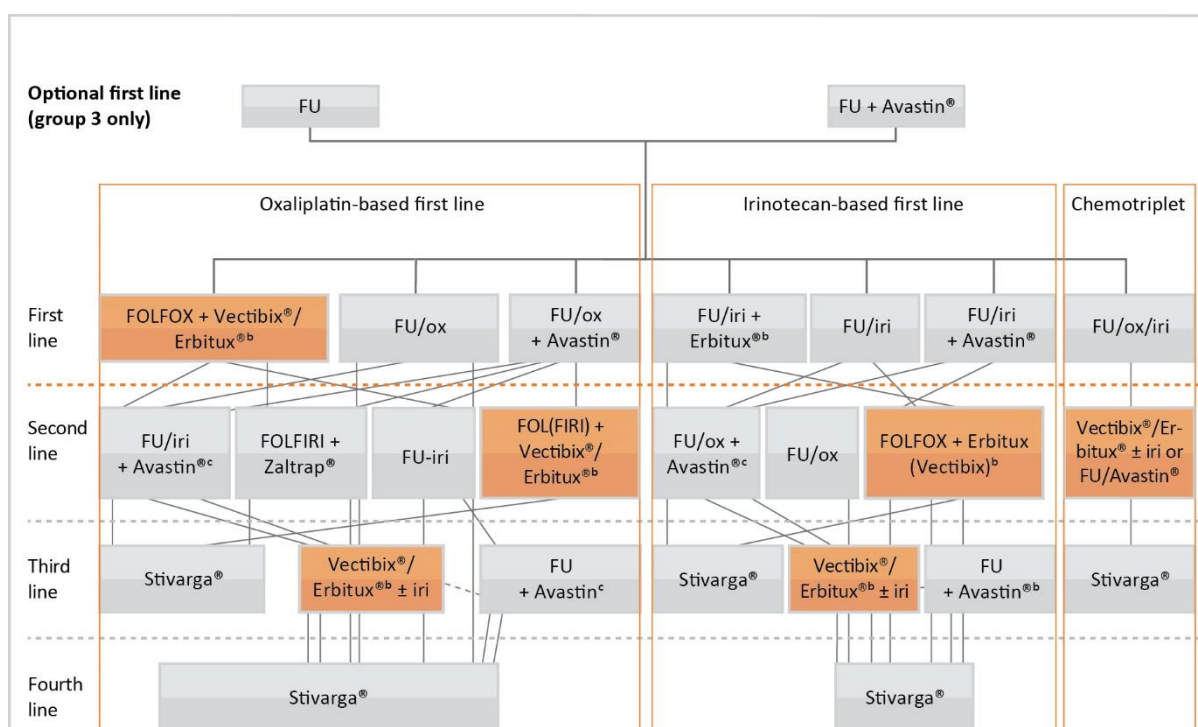 Optional first line
(group 3 only)
FU
FU + Avastin®
Oxaliplatin-based first line
Irinotecan-based first line
Chemotriplet
First
line
FOLFOX + Vectibix®/
Erbitux®ᵇ
FU/ox
FU/ox
+ Avastin®
FU/iri +
Erbitux®ᵇ
FU/iri
FU/iri
+ Avastin®
FU/ox/iri
Second
line
FU/iri
+ Avastin®ᶜ
FOLFIRI +
Zaltrap®
FU-iri
FOL(FIRI) +
Vectibix®/
Erbitux®ᵇ
FU/ox +
Avastin®ᶜ
FU/ox
FOLFOX + Erbitux
(Vectibix)ᵇ
Vectibix®/Er-
bitux® ± iri or
FU/Avastin®
Third
line
Stivarga®
Vectibix®/
Erbitux®ᵇ ± iri
FU
+ Avastinᶜ
Stivarga®
Vectibix®/
Erbitux®ᵇ ± iri
FU
+ Avastin®ᵇ
Stivarga®
Fourth
line
Stivarga®
Stivarga®